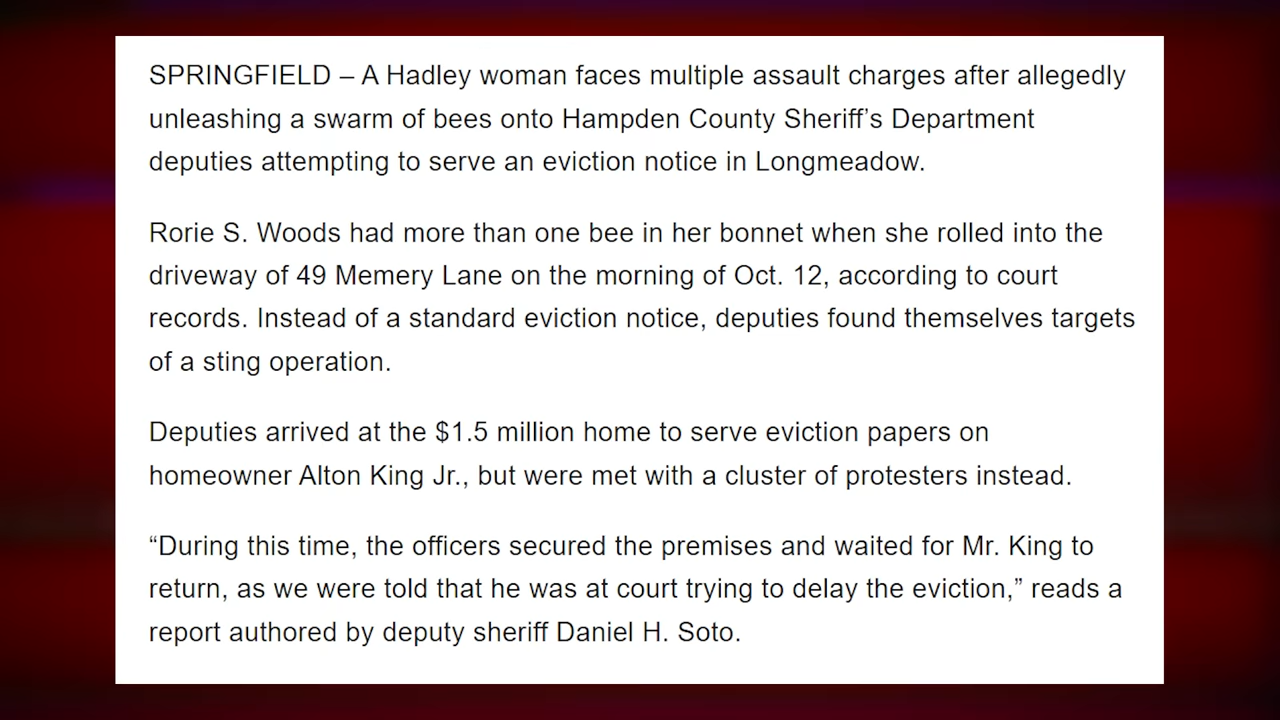 SPRINGFIELD – A Hadley woman faces multiple assault charges after allegedly
unleashing a swarm of bees onto Hampden County Sheriff’s Department
deputies attempting to serve an eviction notice in Longmeadow.
Rorie S. Woods had more than one bee in her bonnet when she rolled into the
driveway of 49 Memery Lane on the morning of Oct. 12, according to court
records. Instead of a standard eviction notice, deputies found themselves targets
of a sting operation.
Deputies arrived at the $1.5 million home to serve eviction papers on
homeowner Alton King Jr., but were met with a cluster of protesters instead.
“During this time, the officers secured the premises and waited for Mr. King to
return, as we were told that he was at court trying to delay the eviction,” reads a
report authored by deputy sheriff Daniel H. Soto.